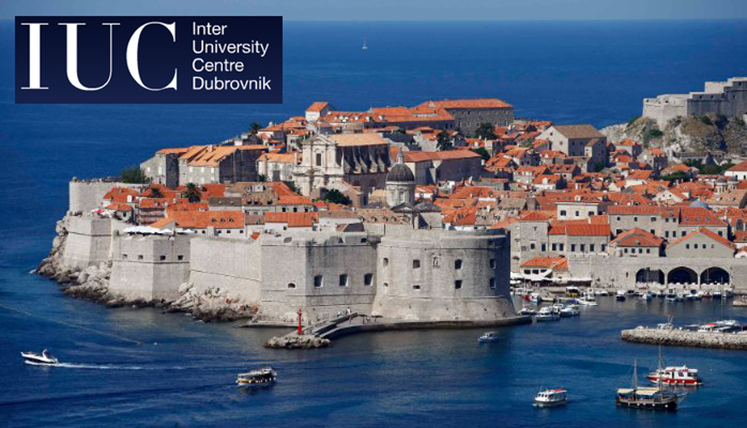 IUC
Inter
University
Centre
Dubrovnik